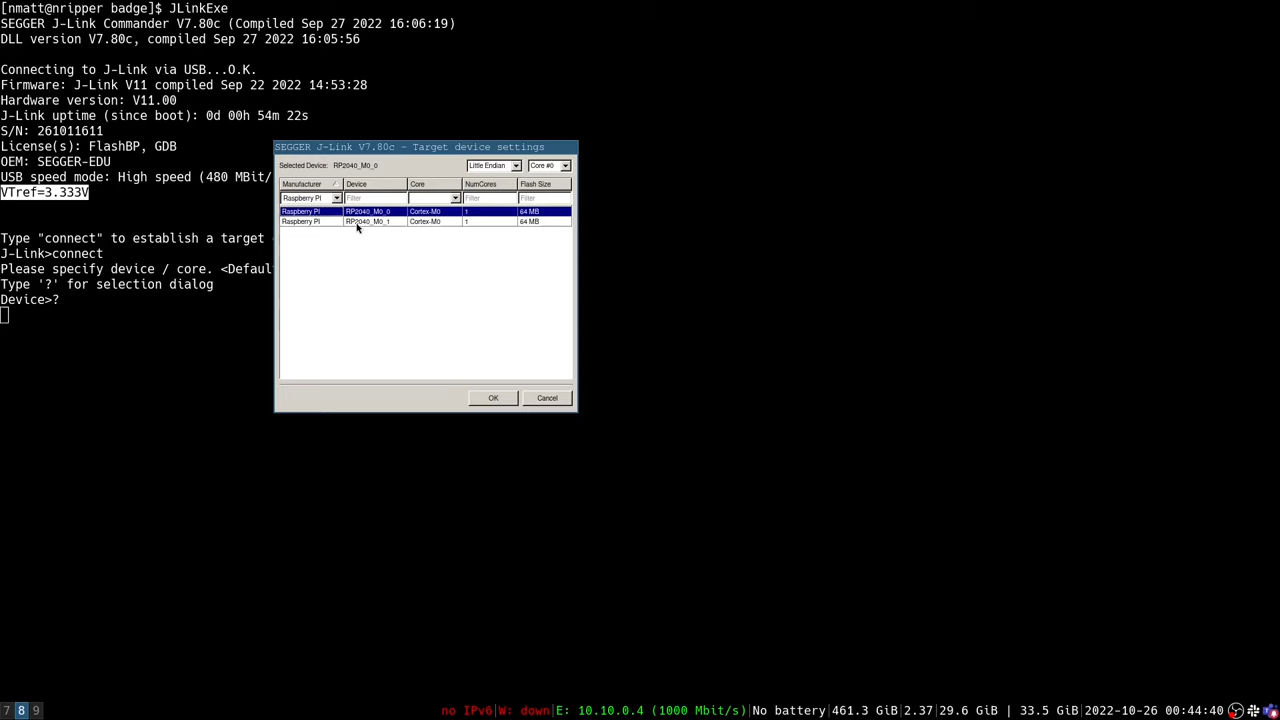 [nmatt@nripper badge]$ JLinkExe
SEGGER J-Link Commander V7.80c (Compiled Sep 27 2022 16:06:19)
DLL version V7.80c, compiled Sep 27 2022 16:05:56
Connecting to J-Link via USB...O.K.
Firmware: J-Link V11 compiled Sep 22 2022 14:53:28
Hardware version: V11.00
J-Link uptime (since boot): 0d 00h 54m 22s
S/N: 261011611
License(s): FlashBP, GDB
OEM: SEGGER-EDU
USB speed mode: High speed (480 MBit/
VTref=3.333V
Type "connect" to establish a target
J-Link>connect
Please specify device / core. <Defaul
Type '?' for selection dialog
Device>?
SEGGER J-Link V7.80c - Target device settings
Selected Device: RP2040_M0_0 Little Endian Core #0
Manufacturer Device Core NumCores Flash Size
Raspberry PI Filter Filter Filter
Raspberry PI RP2040_M0_0 Cortex-M0 1 64 MB
Raspberry PI RP2040_M0_1 Cortex-M0 1 64 MB
OK Cancel
7 8 9 no IPv6|W: down|E: 10.10.0.4 (1000 Mbit/s)|No battery|461.3 GiB|2.37|29.6 GiB | 33.5 GiB|2022-10-26 00:44:40